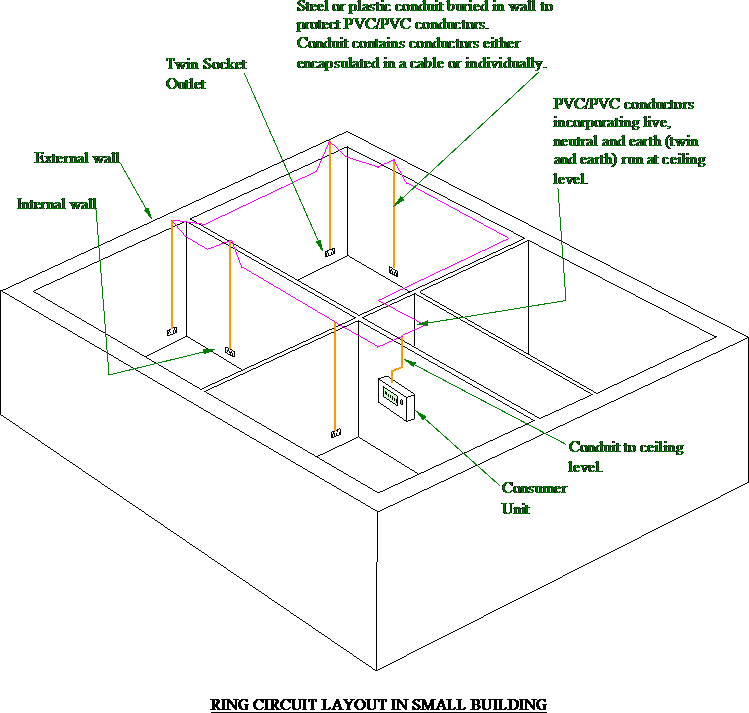 Steel or plastic conduit buried in wall to
protect PVC/PVC conductors.
Conduit contains conductors either
encapsulated in a cable or individually.
Twin Socket
Outlet
PVC/PVC conductors
incorporating live,
neutral and earth (twin
and earth) run at ceiling
level.
External wall
Internal wall
Conduit to ceiling
level.
Consumer
Unit
RING CIRCUIT LAYOUT IN SMALL BUILDING